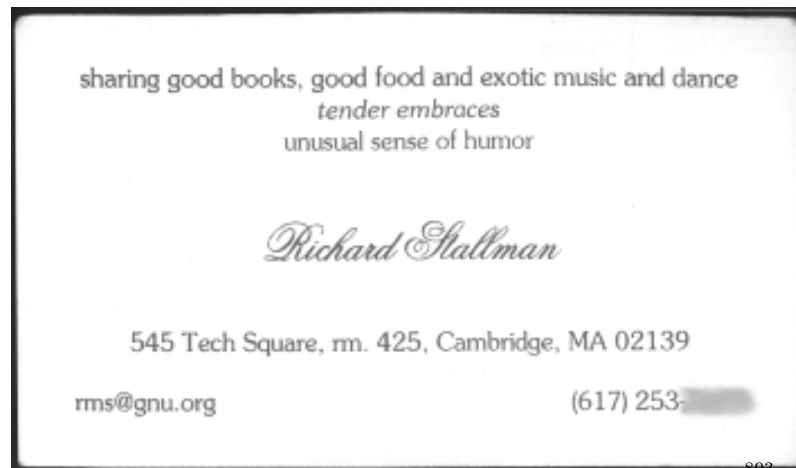 sharing good books, good food and exotic music and dance
tender embraces
unusual sense of humor
Richard Stallman
545 Tech Square, rm. 425, Cambridge, MA 02139
rms@gnu.org (617) 253-